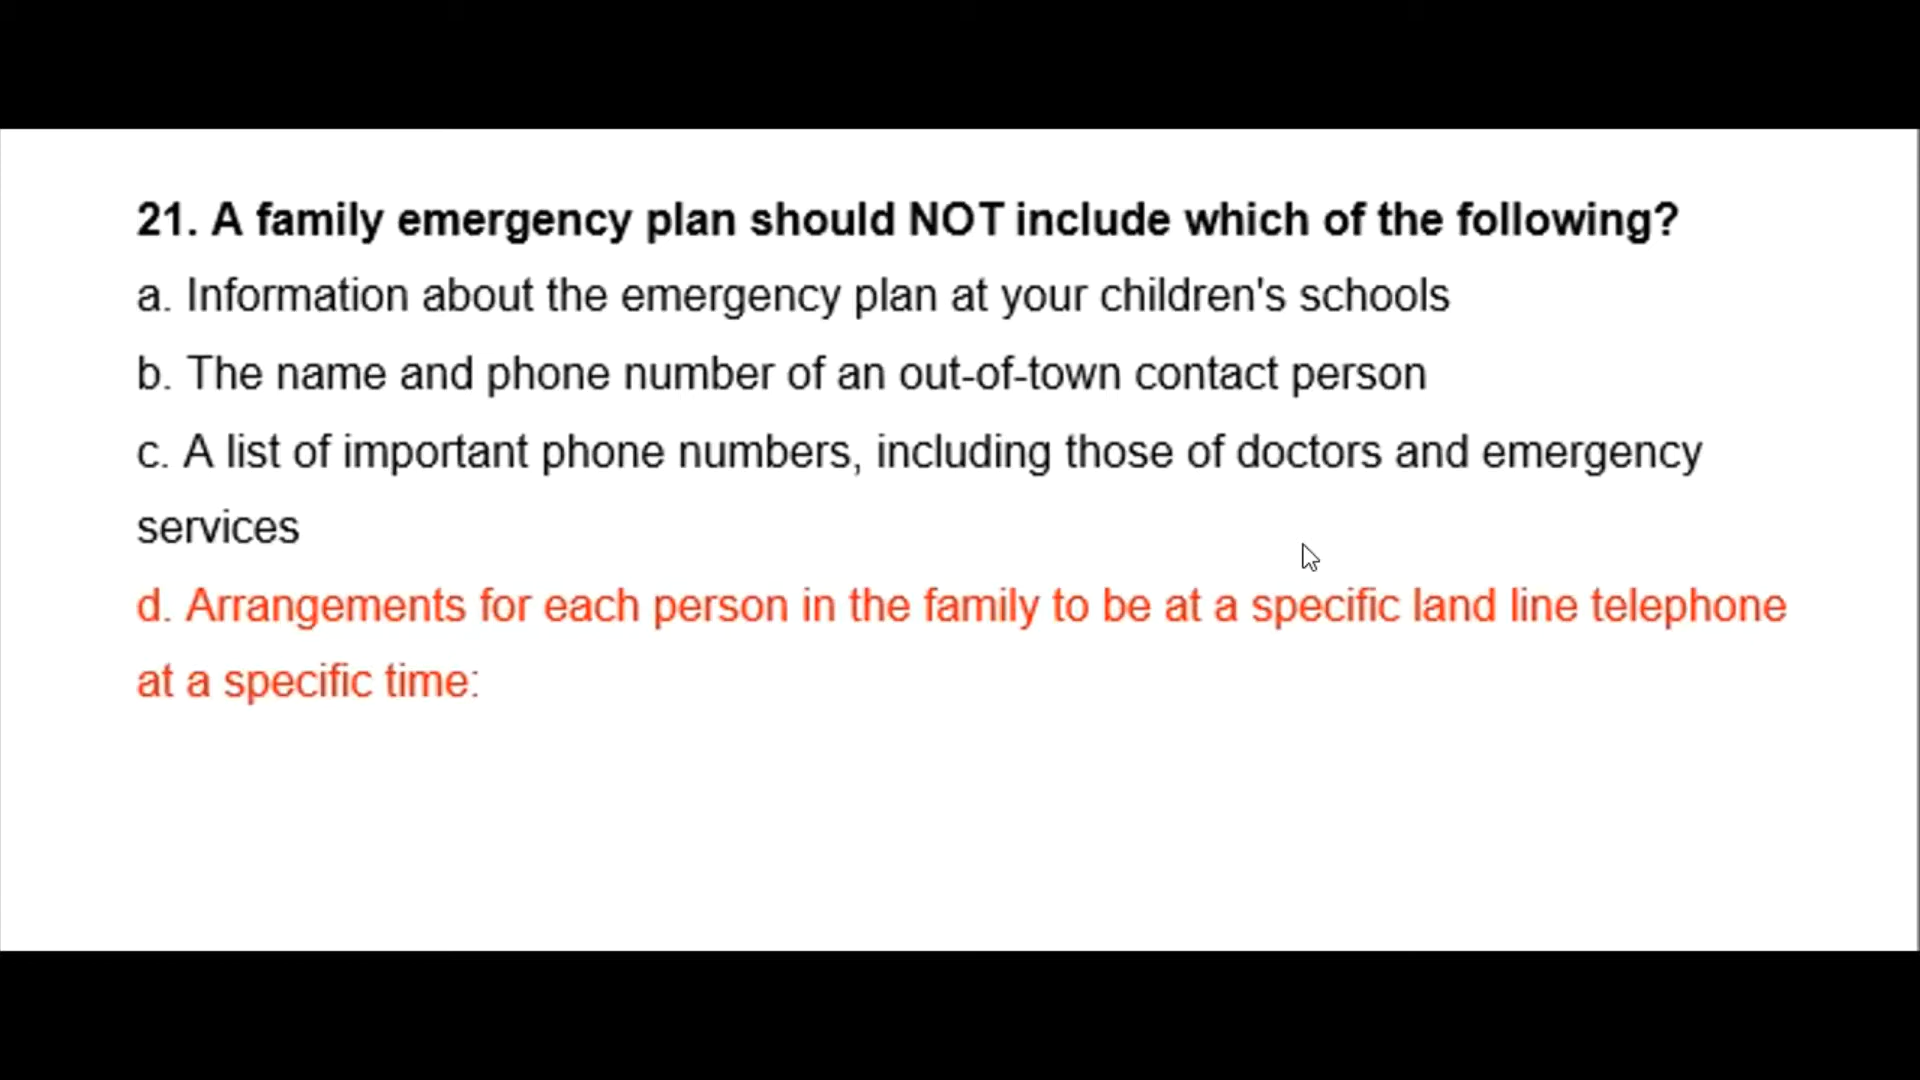 21. A family emergency plan should NOT include which of the following?
a. Information about the emergency plan at your children's schools
b. The name and phone number of an out-of-town contact person
c. A list of important phone numbers, including those of doctors and emergency
services
d. Arrangements for each person in the family to be at a specific land line telephone
at a specific time: